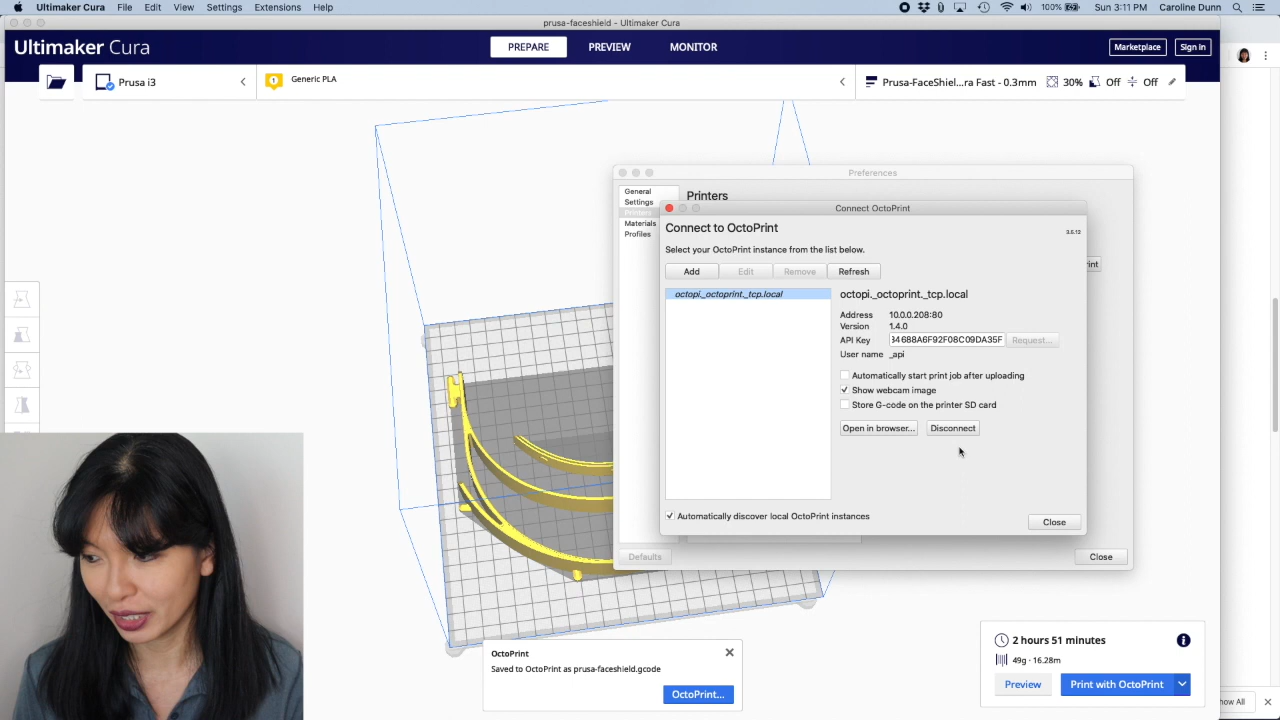 Ultimaker Cura File Edit View Settings Extensions Help
100% Sun 3:11 PM Caroline Dunn
prusa-faceshield - Ultimaker Cura
Ultimaker Cura
PREPARE PREVIEW MONITOR
Marketplace Sign in
Prusa i3
1 Generic PLA
Prusa-FaceShiel...ra Fast - 0.3mm 30% Off Off
Preferences
General
Settings
Printers
Materials
Profiles
Printers
Connect OctoPrint
Connect to OctoPrint
3.5.12
Select your OctoPrint instance from the list below.
Add Edit Remove Refresh
octopi._octoprint._tcp.local
octopi._octoprint._tcp.local
Address 10.0.0.208:80
Version 1.4.0
API Key 34688A6F92F08C09DA35F Request...
User name _api
Automatically start print job after uploading
Show webcam image
Store G-code on the printer SD card
Open in browser... Disconnect
Automatically discover local OctoPrint instances
Close
Defaults Close
OctoPrint
Saved to OctoPrint as prusa-faceshield.gcode
OctoPrint...
2 hours 51 minutes
49g · 16.28m
Preview Print with OctoPrint